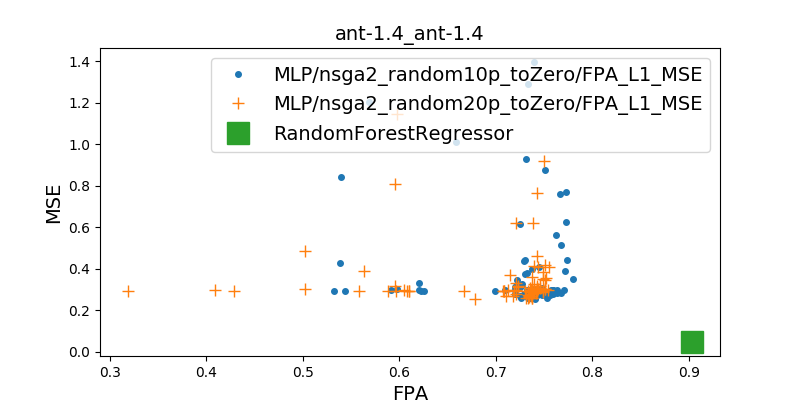 ant-1.4_ant-1.4
MLP/nsga2_random10p_toZero/FPA_L1_MSE
MLP/nsga2_random20p_toZero/FPA_L1_MSE
RandomForestRegressor
MSE
1.4
1.2
1.0
0.8
0.6
0.4
0.2
0.0
0.3 0.4 0.5 0.6 0.7 0.8 0.9
FPA